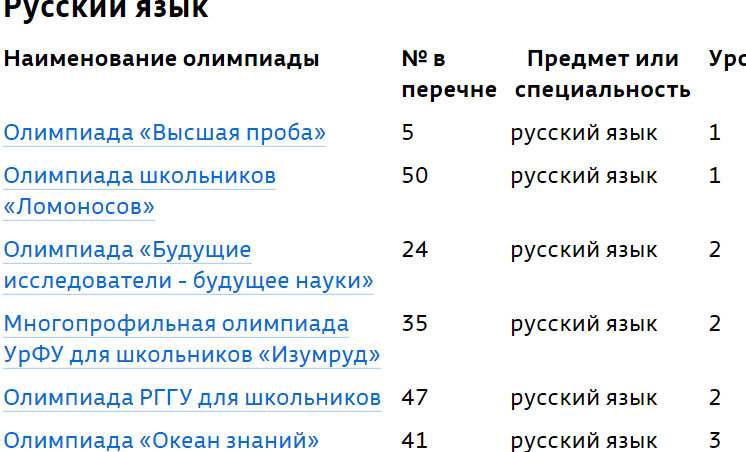 Русский язык
Наименование олимпиады № в Предмет или Уро
перечне специальность
Олимпиада «Высшая проба» 5 русский язык 1
Олимпиада школьников 50 русский язык 1
«Ломоносов»
Олимпиада «Будущие 24 русский язык 2
исследователи - будущее науки»
Многопрофильная олимпиада 35 русский язык 2
УрФУ для школьников «Изумруд»
Олимпиада РГГУ для школьников 47 русский язык 2
Олимпиада «Океан знаний» 41 русский язык 3